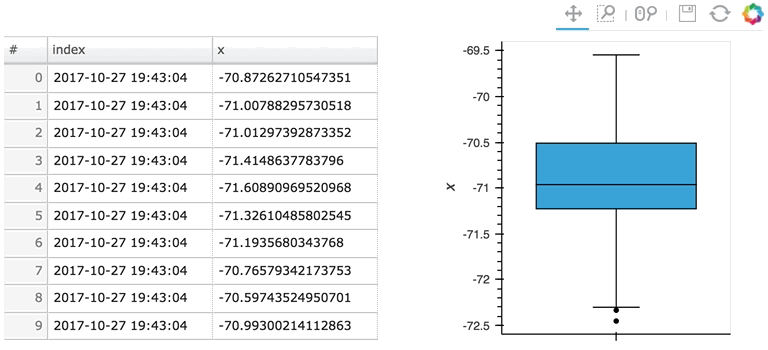 # index x
0 2017-10-27 19:43:04 -70.87262710547351
1 2017-10-27 19:43:04 -71.00788295730518
2 2017-10-27 19:43:04 -71.01297392873352
3 2017-10-27 19:43:04 -71.4148637783796
4 2017-10-27 19:43:04 -71.60890969520968
5 2017-10-27 19:43:04 -71.32610485802545
6 2017-10-27 19:43:04 -71.1935680343768
7 2017-10-27 19:43:04 -70.76579342173753
8 2017-10-27 19:43:04 -70.59743524950701
9 2017-10-27 19:43:04 -70.99300214112863
-69.5
-70
-70.5
-71
-71.5
-72
-72.5
x